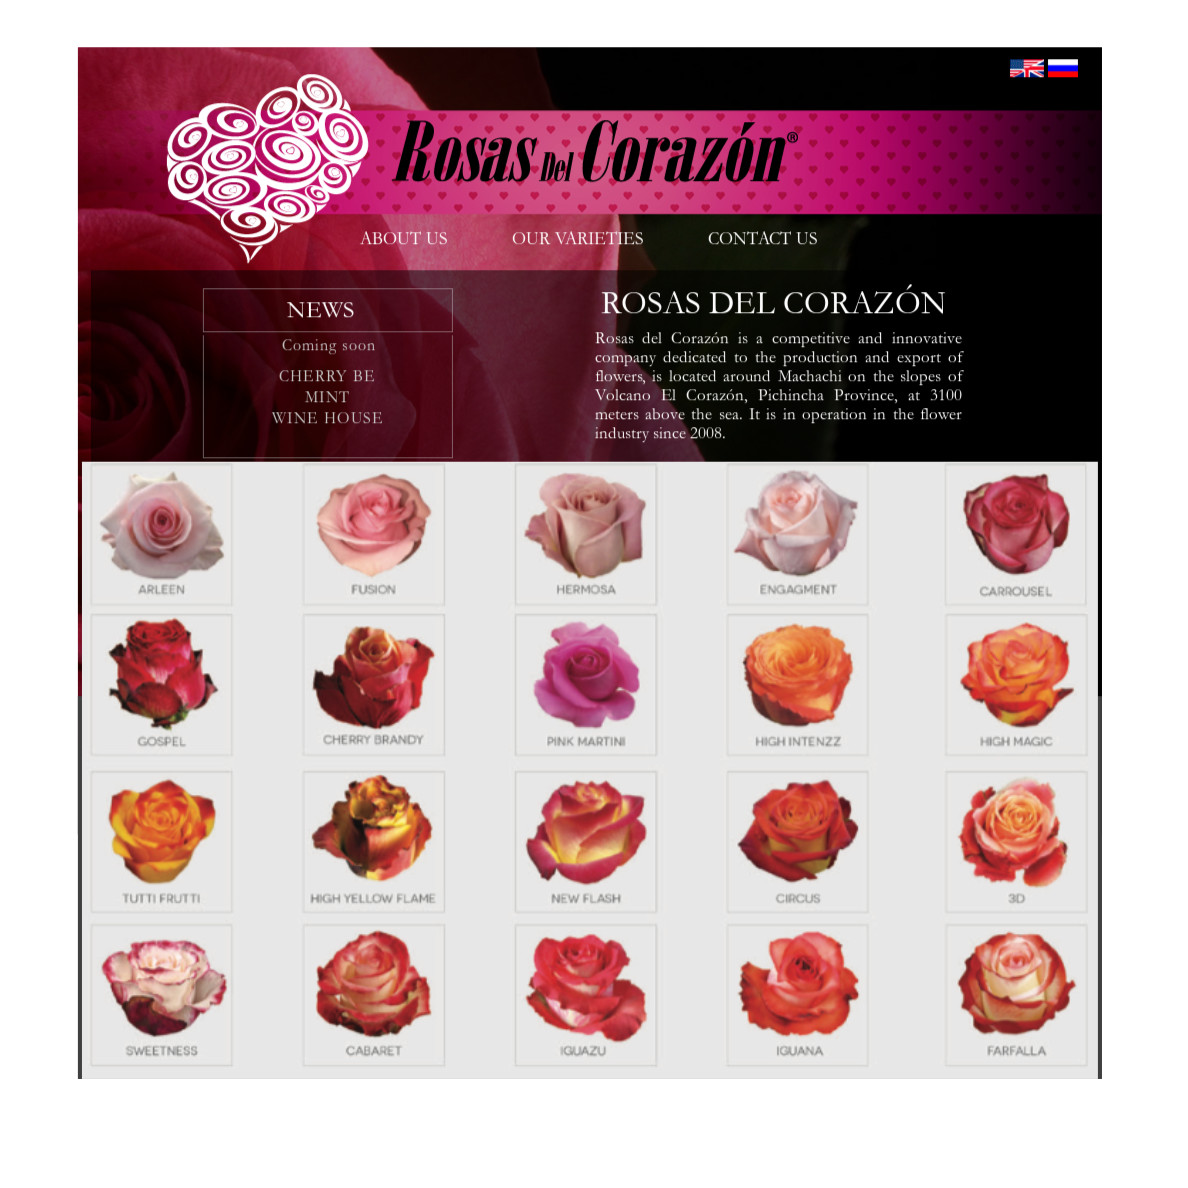 Rosas Del Corazón®
ABOUT US OUR VARIETIES CONTACT US
NEWS
Coming soon
CHERRY BE
MINT
WINE HOUSE
ROSAS DEL CORAZÓN
Rosas del Corazón is a competitive and innovative
company dedicated to the production and export of
flowers, is located around Machachi on the slopes of
Volcano El Corazón, Pichincha Province, at 3100
meters above the sea. It is in operation in the flower
industry since 2008.
ARLEEN FUSION HERMOSA ENGAGMENT CARROUSEL
GOSPEL CHERRY BRANDY PINK MARTINI HIGH INTENZZ HIGH MAGIC
TUTTI FRUTTI HIGH YELLOW FLAME NEW FLASH CIRCUS 3D
SWEETNESS CABARET IGUAZU IGUANA FARFALLA